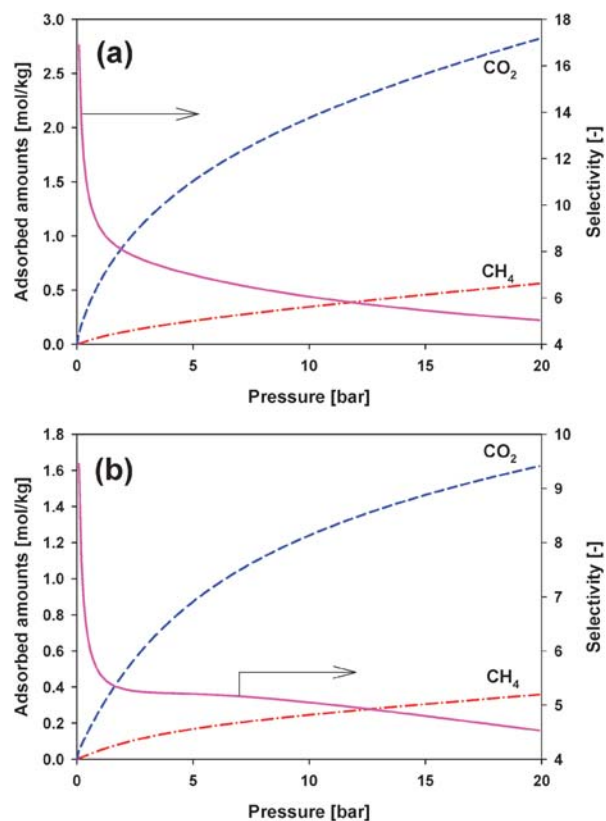 (a)
CO2
CH4
Adsorbed amounts [mol/kg]
3.0
2.5
2.0
1.5
1.0
0.5
0.0
Selectivity [-]
18
16
14
12
10
8
6
4
0 5 10 15 20
Pressure [bar]
(b)
CO2
CH4
Adsorbed amounts [mol/kg]
1.8
1.6
1.4
1.2
1.0
0.8
0.6
0.4
0.2
0.0
Selectivity [-]
10
9
8
7
6
5
4
0 5 10 15 20
Pressure [bar]